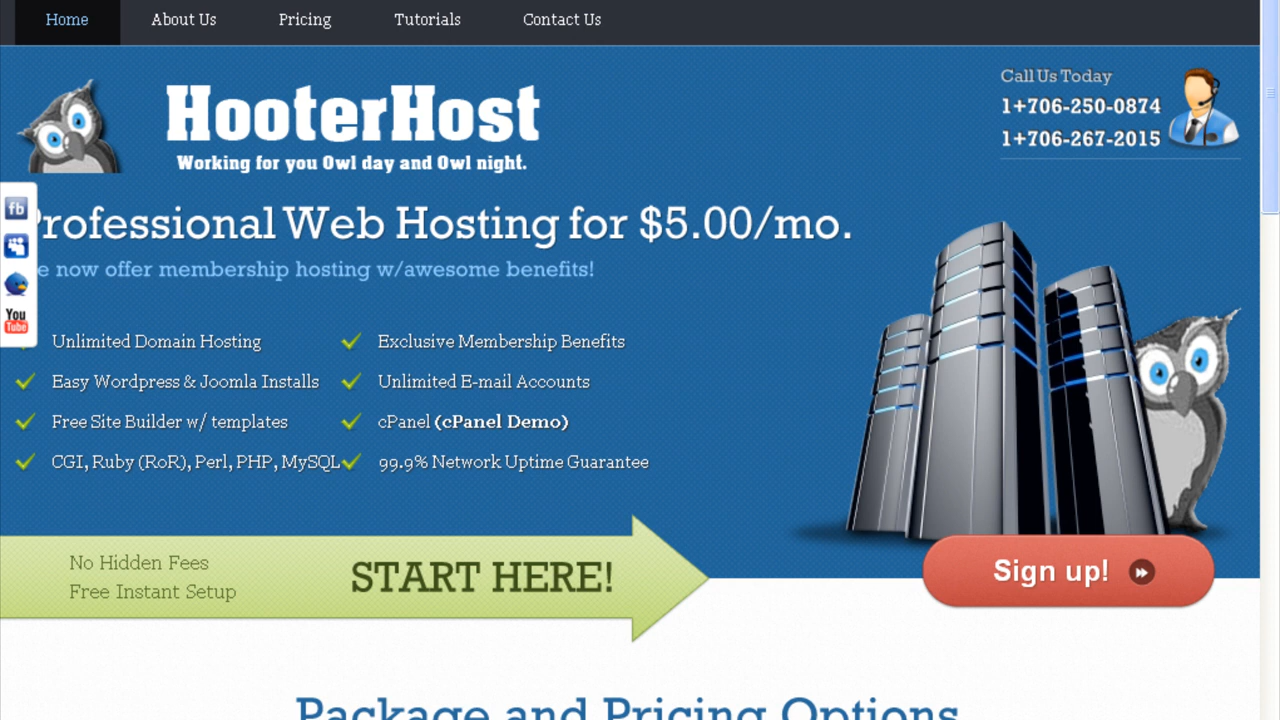 Home About Us Pricing Tutorials Contact Us
Call Us Today
1+706-250-0874
1+706-267-2015
HooterHost
Working for you Owl day and Owl night.
fb
You
Tube
rofessional Web Hosting for $5.00/mo.
e now offer membership hosting w/awesome benefits!
Unlimited Domain Hosting Exclusive Membership Benefits
Easy Wordpress & Joomla Installs Unlimited E-mail Accounts
Free Site Builder w/ templates cPanel (cPanel Demo)
CGI, Ruby (RoR), Perl, PHP, MySQL 99.9% Network Uptime Guarantee
No Hidden Fees
Free Instant Setup
START HERE!
Sign up!
Package and Pricing Options